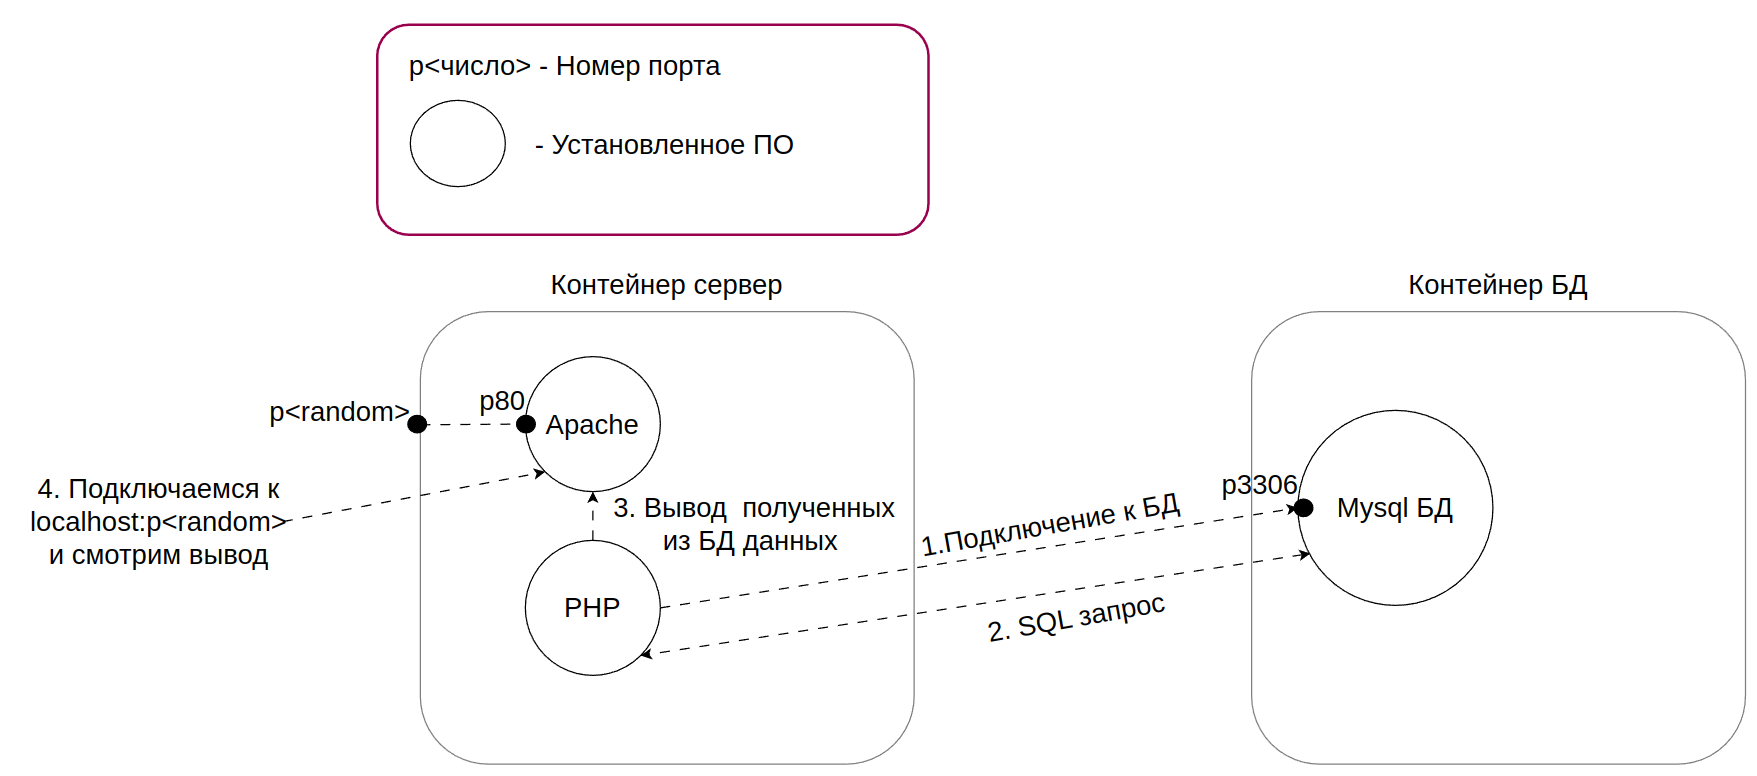 p<число> - Номер порта
- Установленное ПО
Контейнер сервер
Контейнер БД
p<random>
p80
Apache
4. Подключаемся к
localhost:p<random>
и смотрим вывод
3. Вывод  полученных
из БД данных
PHP
1.Подключение к БД
2. SQL запрос
p3306
Mysql БД